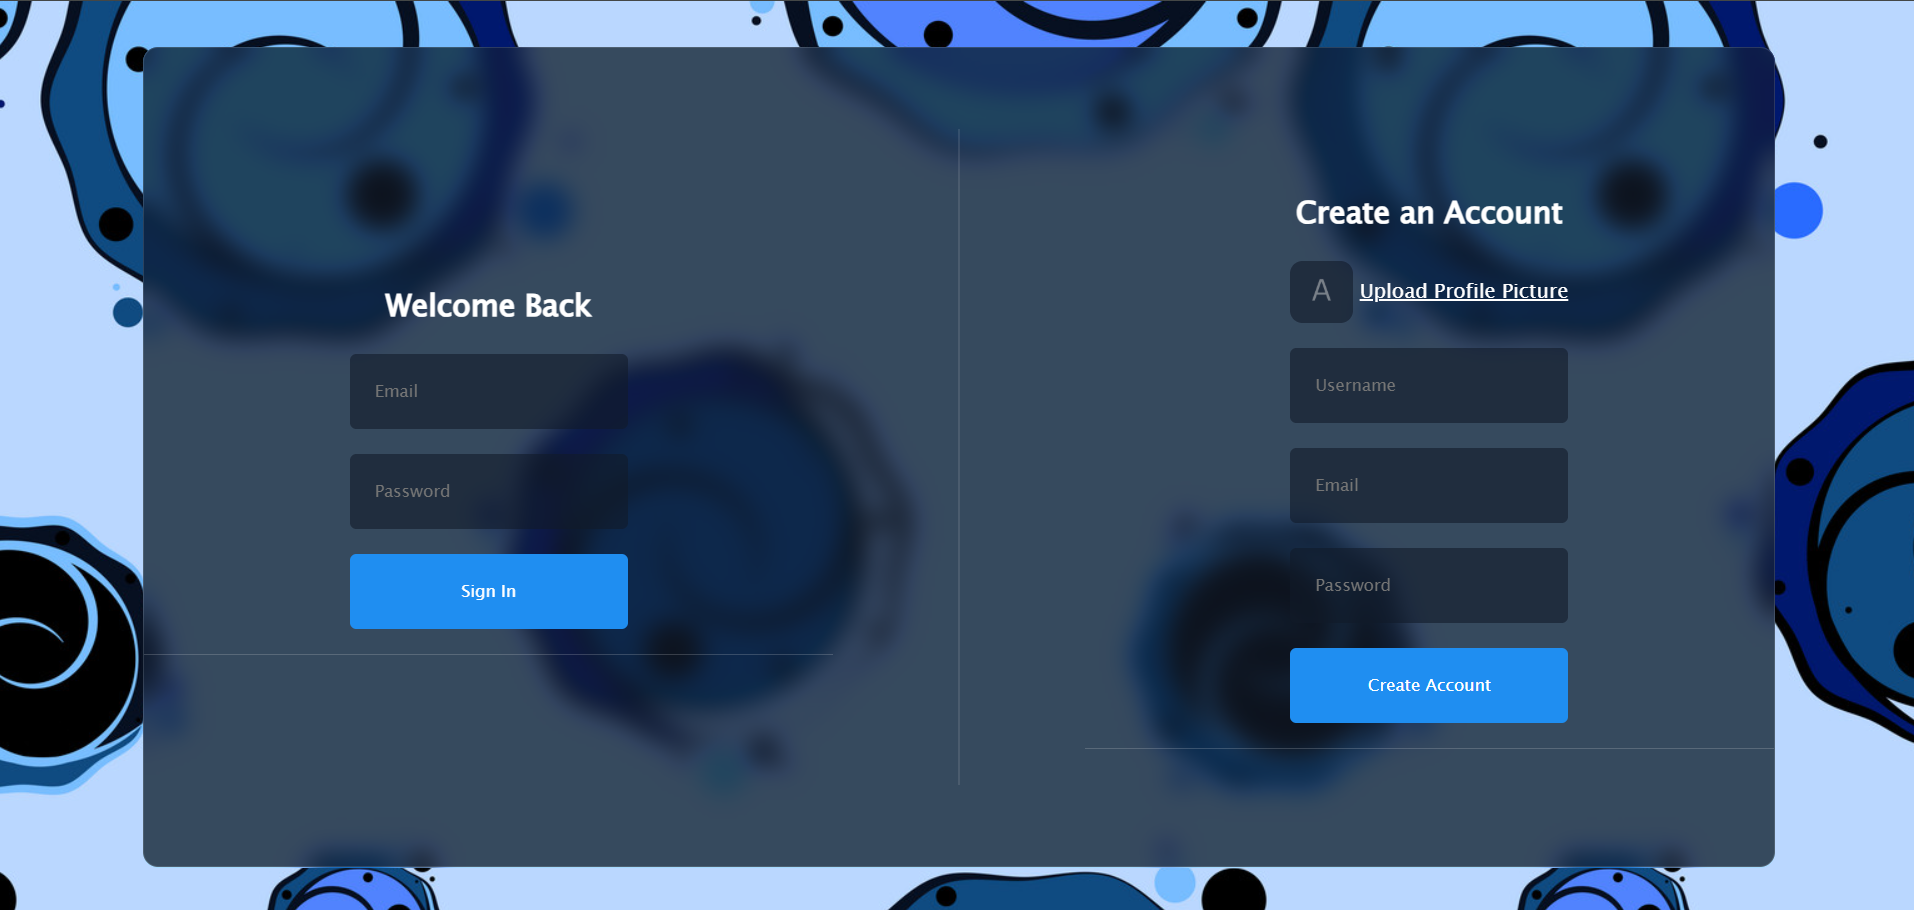 Welcome Back
Email
Password
Sign In
Create an Account
A
Upload Profile Picture
Username
Email
Password
Create Account